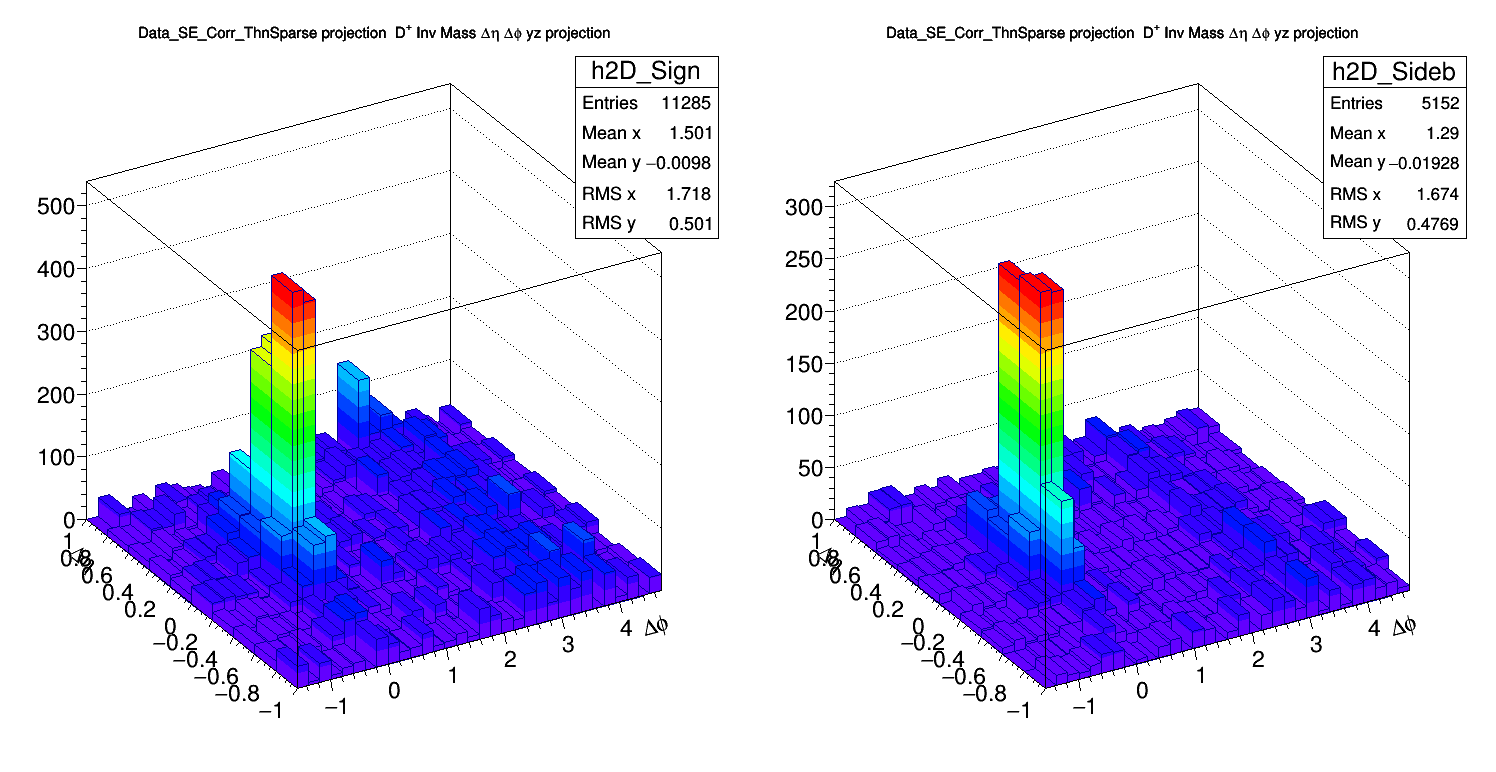 Data_SE_Corr_ThnSparse projection D+ Inv Mass Δη Δϕ yz projection
h2D_Sign
Entries 11285
Mean x 1.501
Mean y −0.0098
RMS x 1.718
RMS y 0.501
500
400
300
200
100
0
1
0.8
0.6
0.4
0.2
0
−0.2
−0.4
−0.6
−0.8
−1
−1
0
1
2
3
4
Δϕ
Data_SE_Corr_ThnSparse projection D+ Inv Mass Δη Δϕ yz projection
h2D_Sideb
Entries 5152
Mean x 1.29
Mean y −0.01928
RMS x 1.674
RMS y 0.4769
300
250
200
150
100
50
0
1
0.8
0.6
0.4
0.2
0
−0.2
−0.4
−0.6
−0.8
−1
−1
0
1
2
3
4
Δϕ